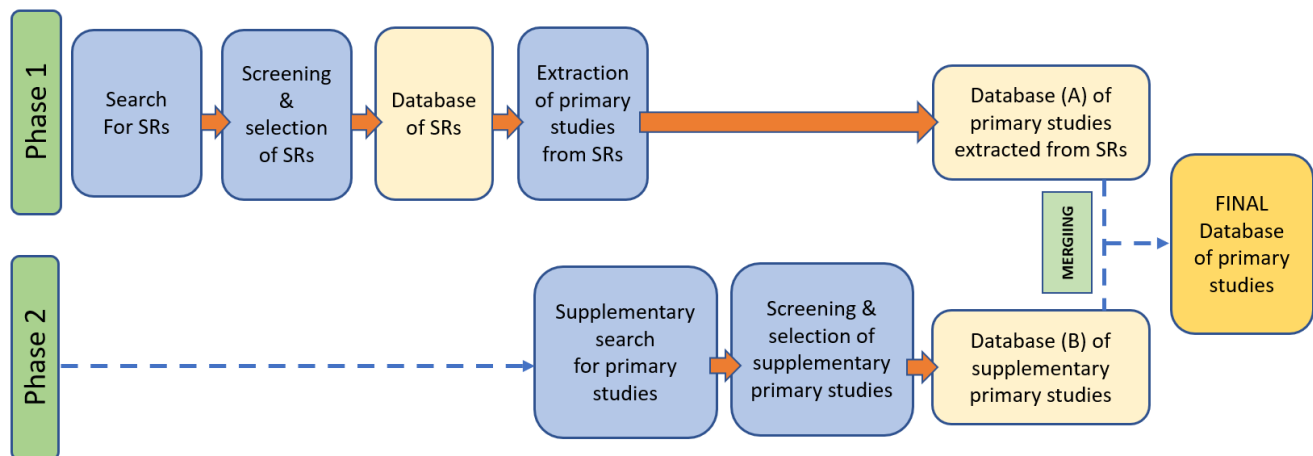 Phase 1
Search
For SRs
Screening
&
selection
of SRs
Database
of SRs
Extraction
of primary
studies
from SRs
Database (A) of
primary studies
extracted from SRs
MERGIING
FINAL
Database
of primary
studies
Phase 2
Supplementary
search
for primary
studies
Screening &
selection of
supplementary
primary studies
Database (B) of
supplementary
primary studies